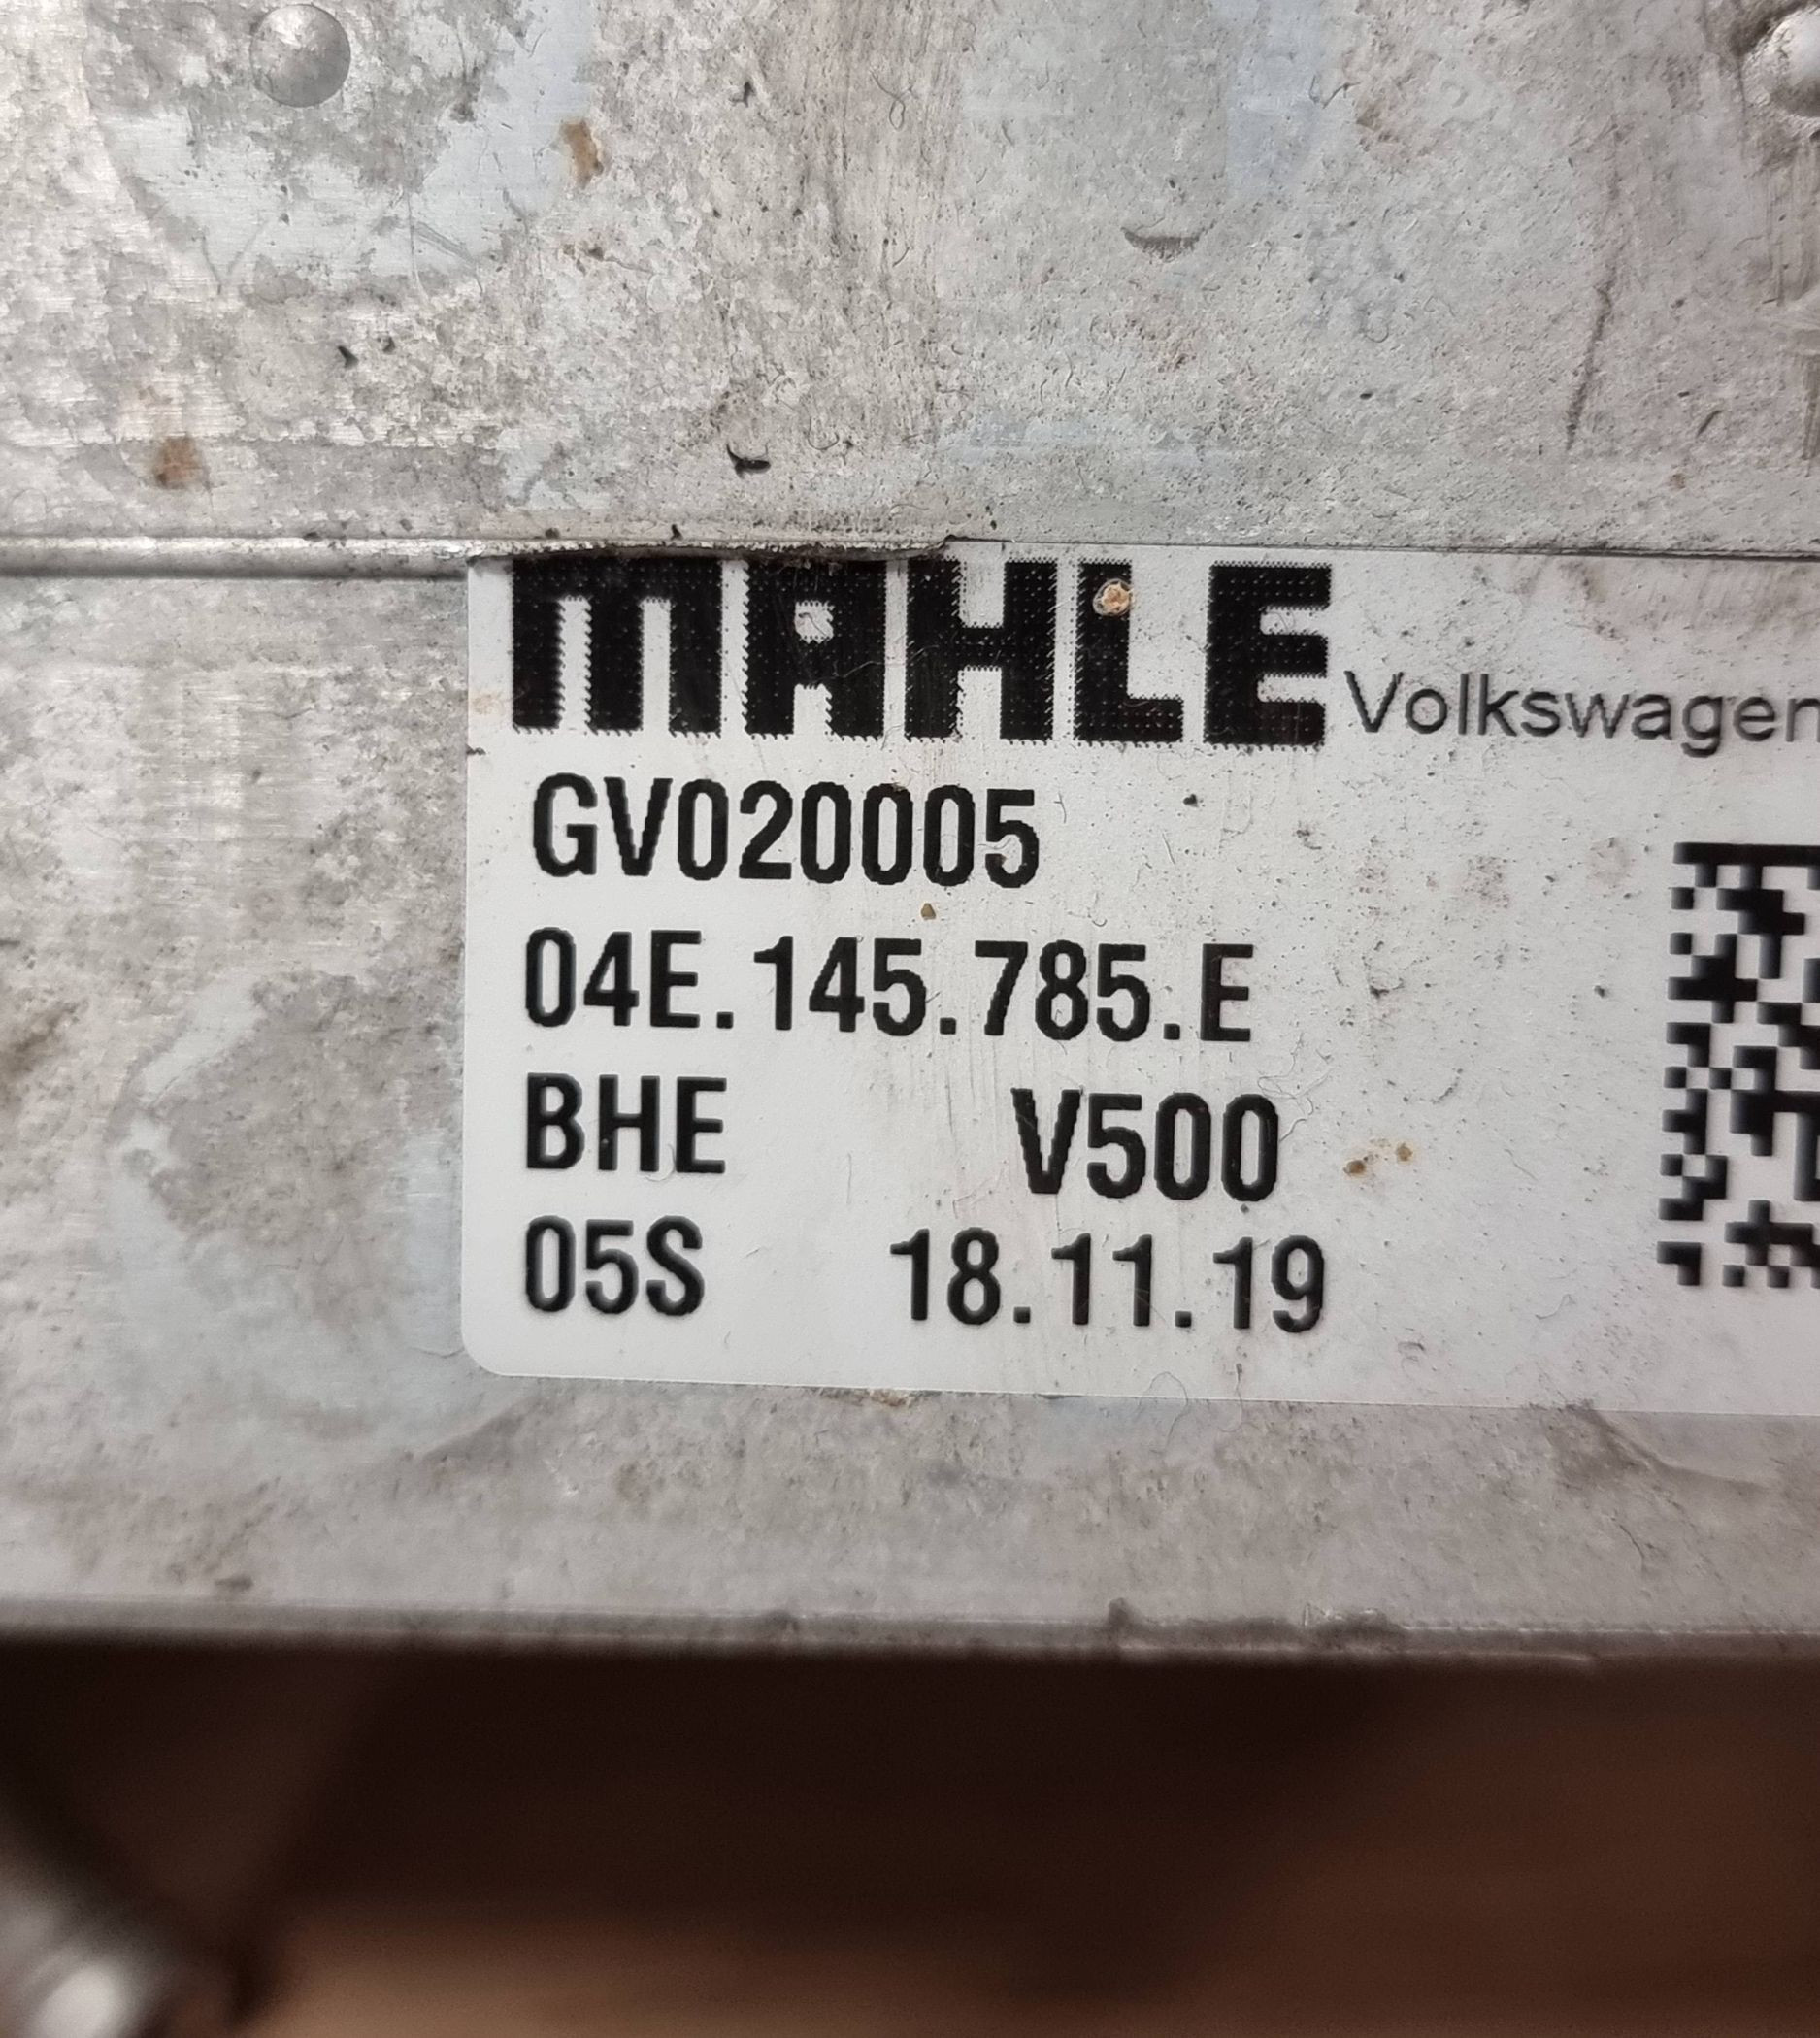 MAHLE Volkswagen
GV020005
04E.145.785.E
BHE V500
05S 18.11.19